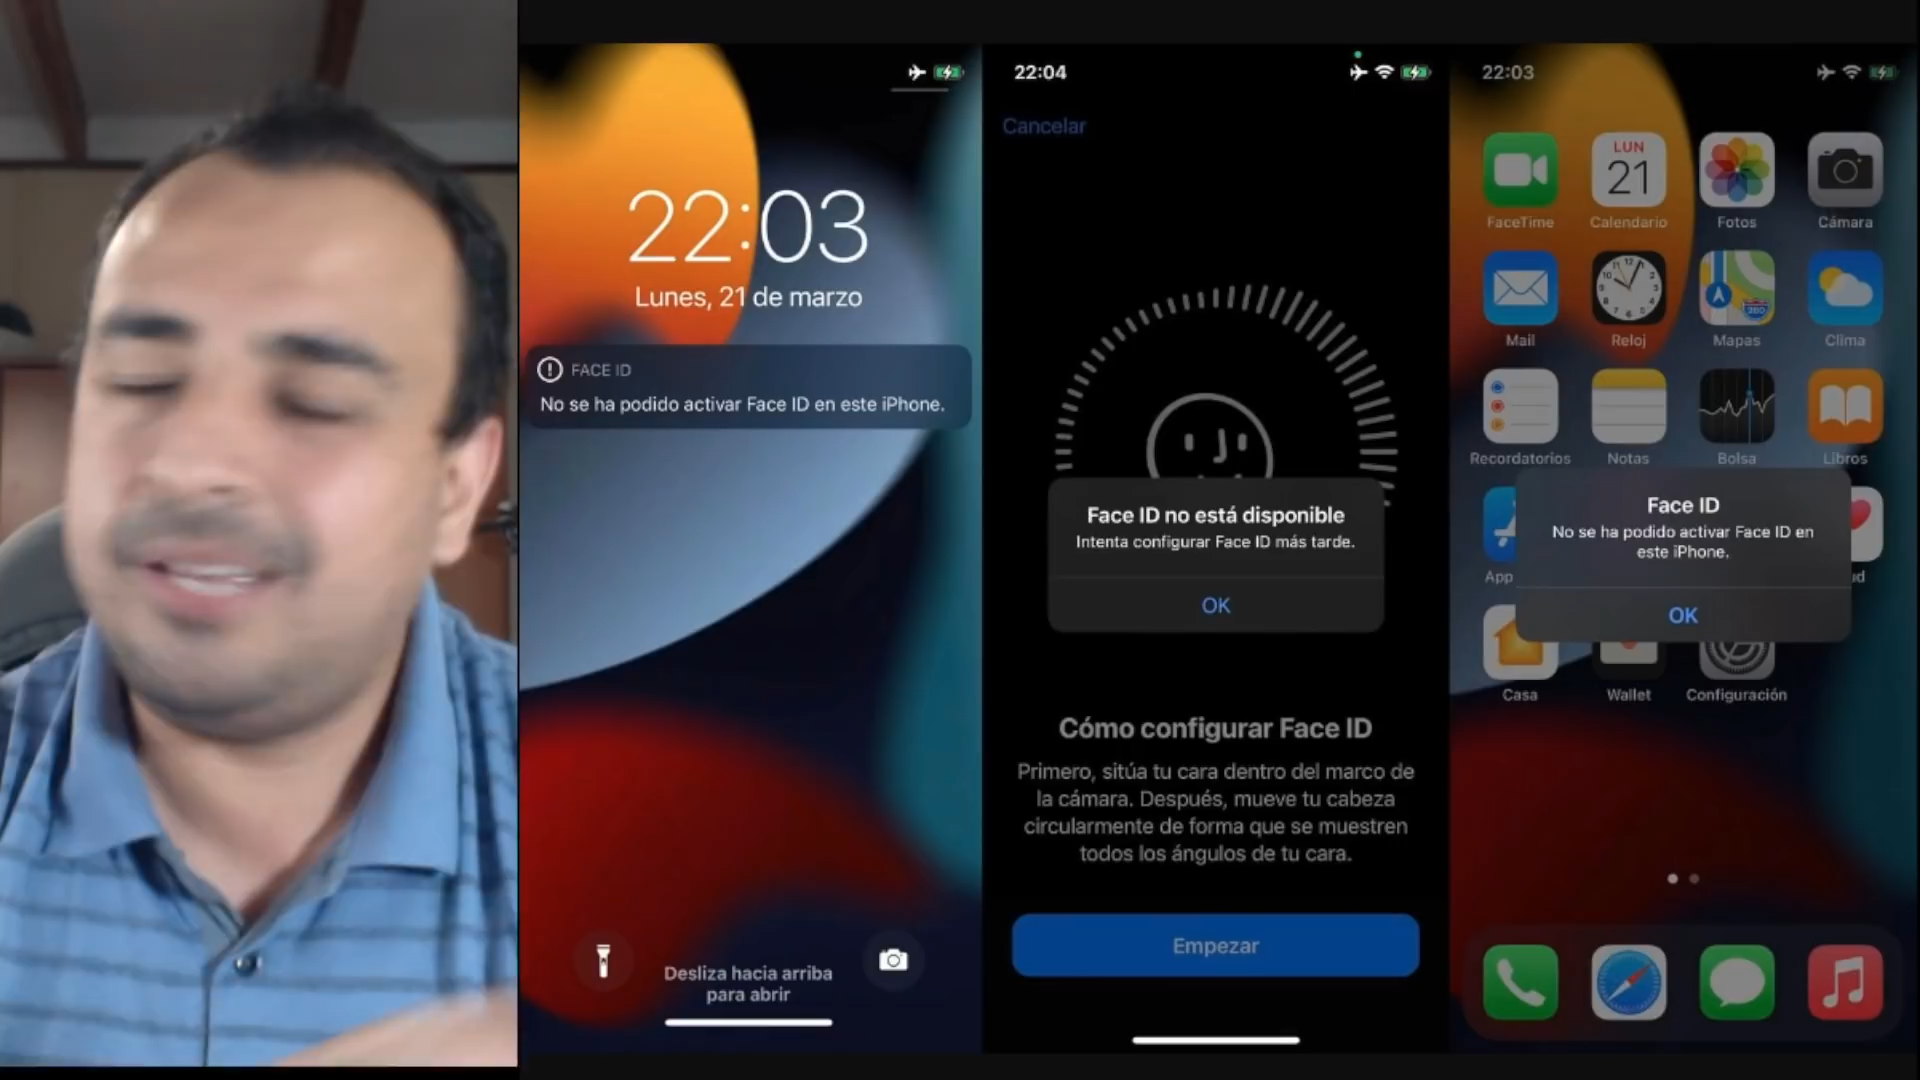 22:03
Lunes, 21 de marzo
FACE ID
No se ha podido activar Face ID en este iPhone.
Desliza hacia arriba
para abrir
22:04
Cancelar
Face ID no está disponible
Intenta configurar Face ID más tarde.
OK
Cómo configurar Face ID
Primero, sitúa tu cara dentro del marco de
la cámara. Después, mueve tu cabeza
circularmente de forma que se muestren
todos los ángulos de tu cara.
Empezar
22:03
LUN
21
FaceTime
Calendario
Fotos
Cámara
280
Mail
Reloj
Mapas
Clima
Recordatorios
Notas
Bolsa
Libros
Face ID
No se ha podido activar Face ID en
este iPhone.
OK
App
ud
Casa
Wallet
Configuración